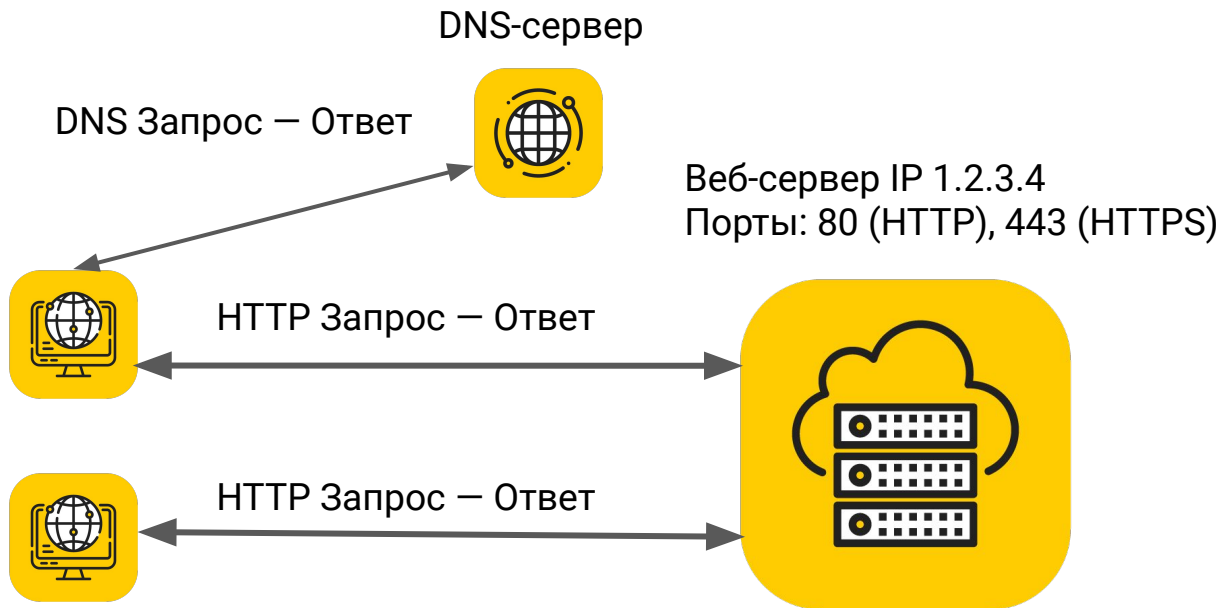 DNS-сервер
DNS Запрос — Ответ
Веб-сервер IP 1.2.3.4
Порты: 80 (HTTP), 443 (HTTPS)
HTTP Запрос — Ответ
HTTP Запрос — Ответ